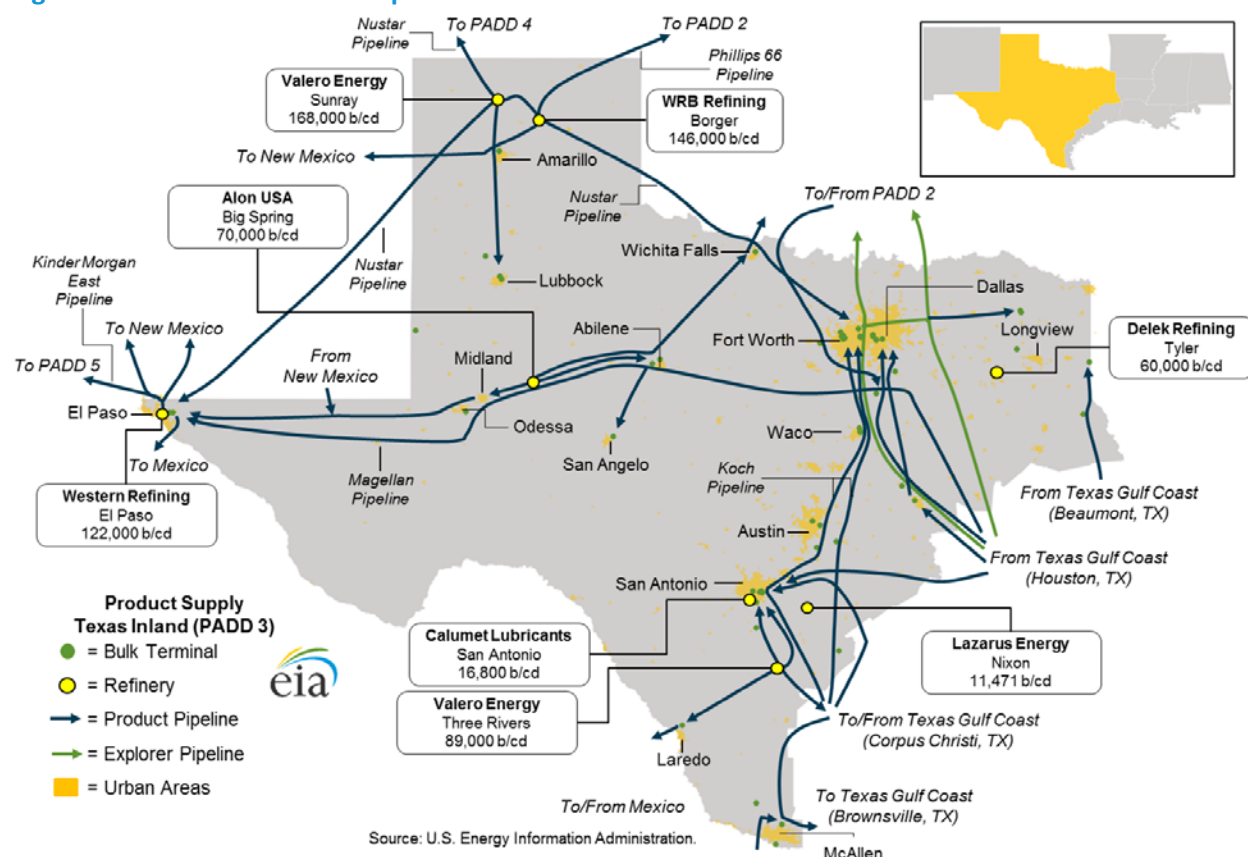 To PADD 4
To PADD 2
Nustar
Pipeline
Phillips 66
Pipeline
Valero Energy
Sunray
168,000 b/cd
WRB Refining
Borger
146,000 b/cd
To New Mexico
Amarillo
Alon USA
Big Spring
70,000 b/cd
Nustar
Pipeline
To/From PADD 2
Wichita Falls
Nustar
Pipeline
Kinder Morgan
East
Pipeline
Lubbock
Dallas
To New Mexico
Abilene
Fort Worth
Longview
Delek Refining
Tyler
60,000 b/cd
To PADD 5
From
New Mexico
Midland
El Paso
Odessa
Waco
San Angelo
To Mexico
Magellan
Pipeline
Koch
Pipeline
Western Refining
El Paso
122,000 b/cd
From Texas Gulf Coast
(Beaumont, TX)
Austin
From Texas Gulf Coast
(Houston, TX)
San Antonio
Product Supply
Texas Inland (PADD 3)
= Bulk Terminal
= Refinery
= Product Pipeline
= Explorer Pipeline
= Urban Areas
eia
Calumet Lubricants
San Antonio
16,800 b/cd
Lazarus Energy
Nixon
11,471 b/cd
Valero Energy
Three Rivers
89,000 b/cd
To/From Texas Gulf Coast
(Corpus Christi, TX)
Laredo
To/From Mexico
To Texas Gulf Coast
(Brownsville, TX)
Source: U.S. Energy Information Administration.
McAllen